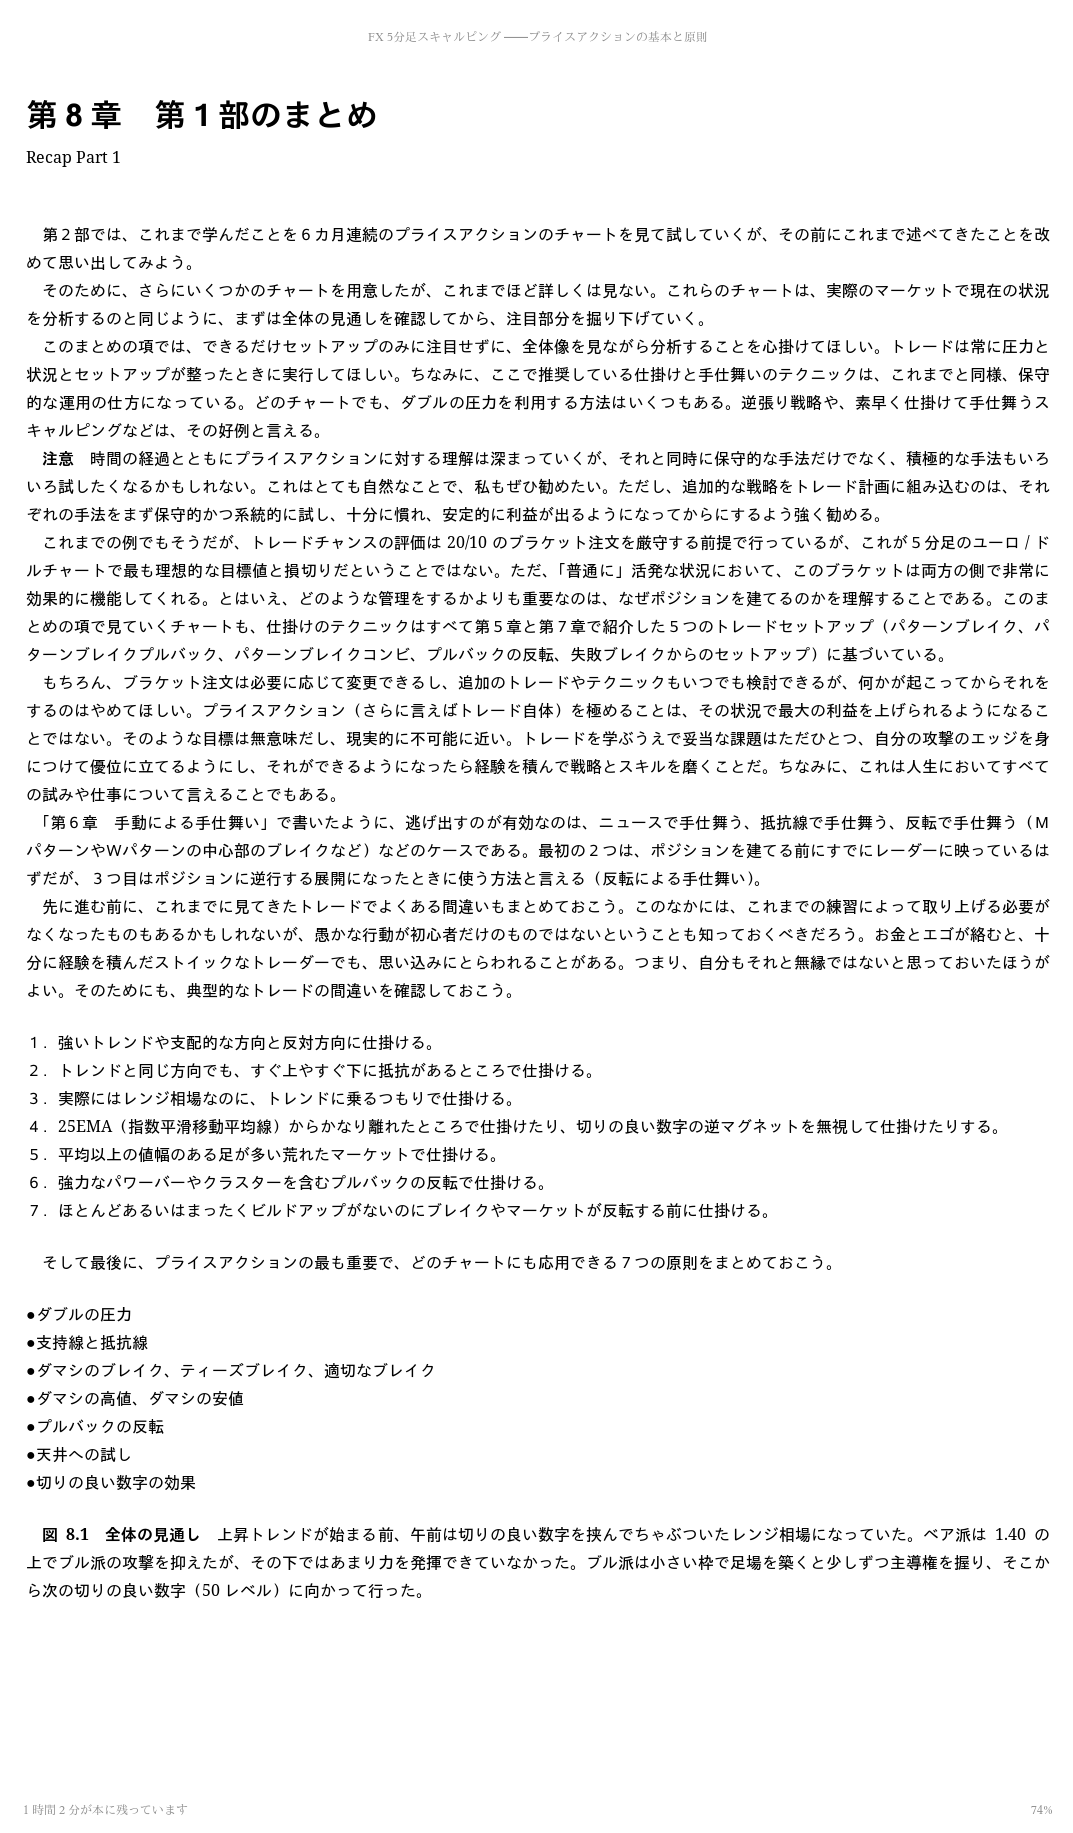 FX 5分足スキャルピング ――プライスアクションの基本と原則
第８章　第１部のまとめ
Recap Part 1
第２部では、これまで学んだことを６カ月連続のプライスアクションのチャートを見て試していくが、その前にこれまで述べてきたことを改
めて思い出してみよう。
そのために、さらにいくつかのチャートを用意したが、これまでほど詳しくは見ない。これらのチャートは、実際のマーケットで現在の状況
を分析するのと同じように、まずは全体の見通しを確認してから、注目部分を掘り下げていく。
このまとめの項では、できるだけセットアップのみに注目せずに、全体像を見ながら分析することを心掛けてほしい。トレードは常に圧力と
状況とセットアップが整ったときに実行してほしい。ちなみに、ここで推奨している仕掛けと手仕舞いのテクニックは、これまでと同様、保守
的な運用の仕方になっている。どのチャートでも、ダブルの圧力を利用する方法はいくつもある。逆張り戦略や、素早く仕掛けて手仕舞うス
キャルピングなどは、その好例と言える。
注意　時間の経過とともにプライスアクションに対する理解は深まっていくが、それと同時に保守的な手法だけでなく、積極的な手法もいろ
いろ試したくなるかもしれない。これはとても自然なことで、私もぜひ勧めたい。ただし、追加的な戦略をトレード計画に組み込むのは、それ
ぞれの手法をまず保守的かつ系統的に試し、十分に慣れ、安定的に利益が出るようになってからにするよう強く勧める。
これまでの例でもそうだが、トレードチャンスの評価は 20/10 のブラケット注文を厳守する前提で行っているが、これが５分足のユーロ / ド
ルチャートで最も理想的な目標値と損切りだということではない。ただ、「普通に」活発な状況において、このブラケットは両方の側で非常に
効果的に機能してくれる。とはいえ、どのような管理をするかよりも重要なのは、なぜポジションを建てるのかを理解することである。このま
とめの項で見ていくチャートも、仕掛けのテクニックはすべて第５章と第７章で紹介した５つのトレードセットアップ（パターンブレイク、パ
ターンブレイクプルバック、パターンブレイクコンビ、プルバックの反転、失敗ブレイクからのセットアップ）に基づいている。
もちろん、ブラケット注文は必要に応じて変更できるし、追加のトレードやテクニックもいつでも検討できるが、何かが起こってからそれを
するのはやめてほしい。プライスアクション（さらに言えばトレード自体）を極めることは、その状況で最大の利益を上げられるようになるこ
とではない。そのような目標は無意味だし、現実的に不可能に近い。トレードを学ぶうえで妥当な課題はただひとつ、自分の攻撃のエッジを身
につけて優位に立てるようにし、それができるようになったら経験を積んで戦略とスキルを磨くことだ。ちなみに、これは人生においてすべて
の試みや仕事について言えることでもある。
「第６章　手動による手仕舞い」で書いたように、逃げ出すのが有効なのは、ニュースで手仕舞う、抵抗線で手仕舞う、反転で手仕舞う（Ｍ
パターンやＷパターンの中心部のブレイクなど）などのケースである。最初の２つは、ポジションを建てる前にすでにレーダーに映っているは
ずだが、３つ目はポジションに逆行する展開になったときに使う方法と言える（反転による手仕舞い）。
先に進む前に、これまでに見てきたトレードでよくある間違いもまとめておこう。このなかには、これまでの練習によって取り上げる必要が
なくなったものもあるかもしれないが、愚かな行動が初心者だけのものではないということも知っておくべきだろう。お金とエゴが絡むと、十
分に経験を積んだストイックなトレーダーでも、思い込みにとらわれることがある。つまり、自分もそれと無縁ではないと思っておいたほうが
よい。そのためにも、典型的なトレードの間違いを確認しておこう。
１．強いトレンドや支配的な方向と反対方向に仕掛ける。
２．トレンドと同じ方向でも、すぐ上やすぐ下に抵抗があるところで仕掛ける。
３．実際にはレンジ相場なのに、トレンドに乗るつもりで仕掛ける。
４．25EMA（指数平滑移動平均線）からかなり離れたところで仕掛けたり、切りの良い数字の逆マグネットを無視して仕掛けたりする。
５．平均以上の値幅のある足が多い荒れたマーケットで仕掛ける。
６．強力なパワーバーやクラスターを含むプルバックの反転で仕掛ける。
７．ほとんどあるいはまったくビルドアップがないのにブレイクやマーケットが反転する前に仕掛ける。
そして最後に、プライスアクションの最も重要で、どのチャートにも応用できる７つの原則をまとめておこう。
●ダブルの圧力
●支持線と抵抗線
●ダマシのブレイク、ティーズブレイク、適切なブレイク
●ダマシの高値、ダマシの安値
●プルバックの反転
●天井への試し
●切りの良い数字の効果
図 8.1　全体の見通し　上昇トレンドが始まる前、午前は切りの良い数字を挟んでちゃぶついたレンジ相場になっていた。ベア派は 1.40 の
上でブル派の攻撃を抑えたが、その下ではあまり力を発揮できていなかった。ブル派は小さい枠で足場を築くと少しずつ主導権を握り、そこか
ら次の切りの良い数字（50 レベル）に向かって行った。
1 時間 2 分が本に残っています
74%